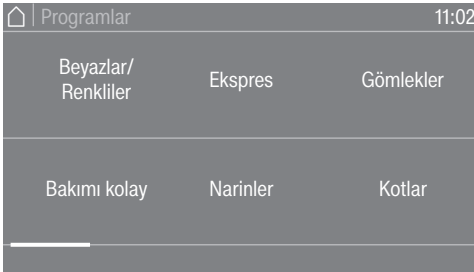 Programlar 11:02
Beyazlar/
Renkliler
Ekspres
Gömlekler
Bakımı kolay
Narinler
Kotlar